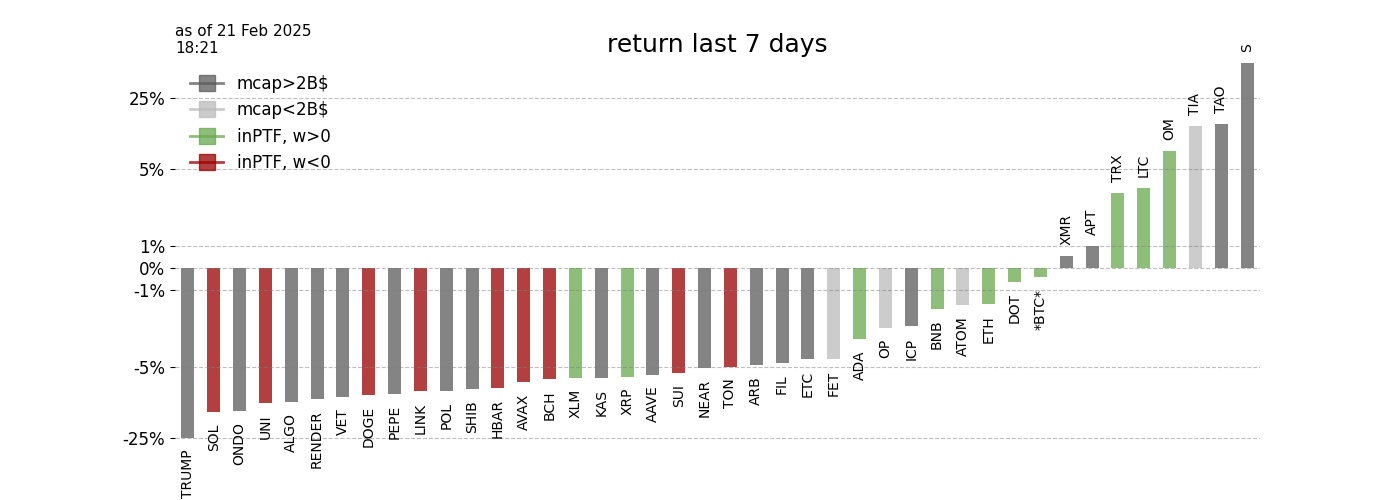 as of 21 Feb 2025
18:21
return last 7 days
mcap>2B$
mcap<2B$
inPTF, w>0
inPTF, w<0
25%
5%
1%
0%
-1%
-5%
-25%
TRUMP
SOL
ONDO
UNI
ALGO
RENDER
VET
DOGE
PEPE
LINK
POL
SHIB
HBAR
AVAX
BCH
XLM
KAS
XRP
AAVE
SUI
NEAR
TON
ARB
FIL
ETC
FET
ADA
OP
ICP
BNB
ATOM
ETH
DOT
*BTC*
XMR
APT
TRX
LTC
OM
TIA
TAO
S